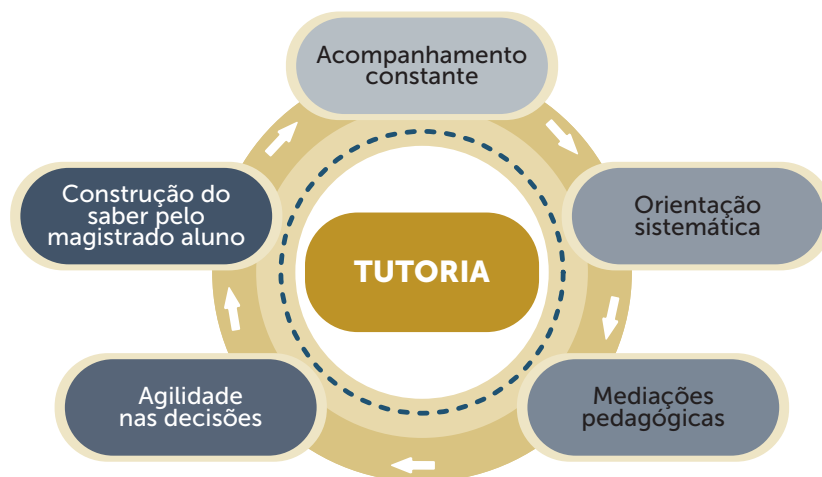 Acompanhamento
constante
Orientação
sistemática
Mediações
pedagógicas
Agilidade
nas decisões
Construção do
saber pelo
magistrado aluno
TUTORIA